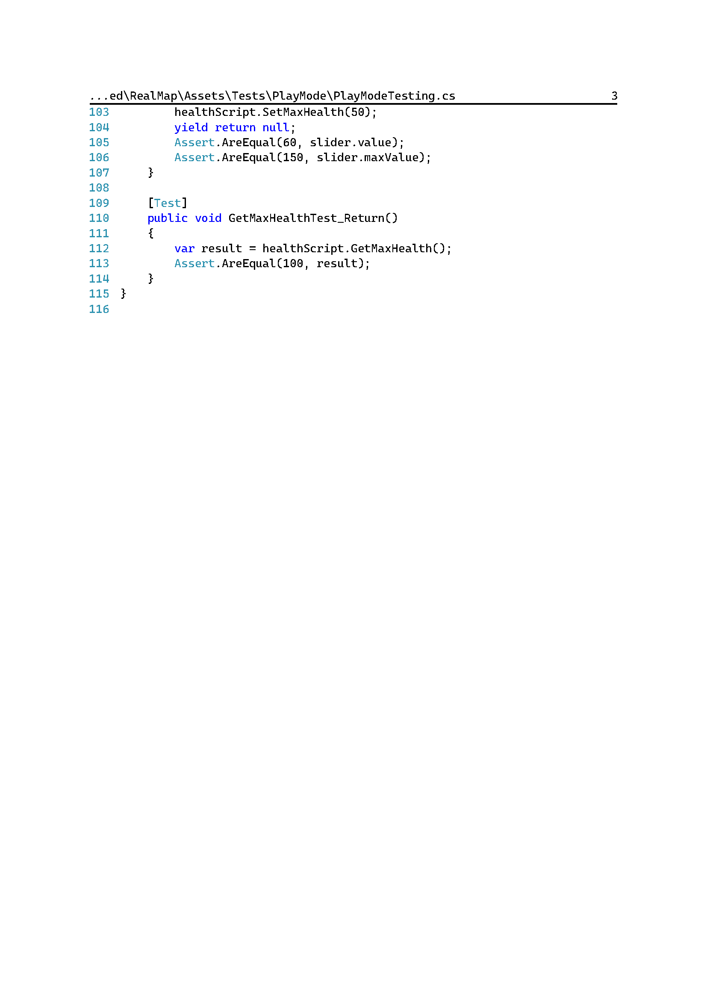 ...ed\RealMap\Assets\Tests\PlayMode\PlayModeTesting.cs 3
103         healthScript.SetMaxHealth(50);
104         yield return null;
105         Assert.AreEqual(60, slider.value);
106         Assert.AreEqual(150, slider.maxValue);
107     }
108
109     [Test]
110     public void GetMaxHealthTest_Return()
111     {
112         var result = healthScript.GetMaxHealth();
113         Assert.AreEqual(100, result);
114     }
115 }
116